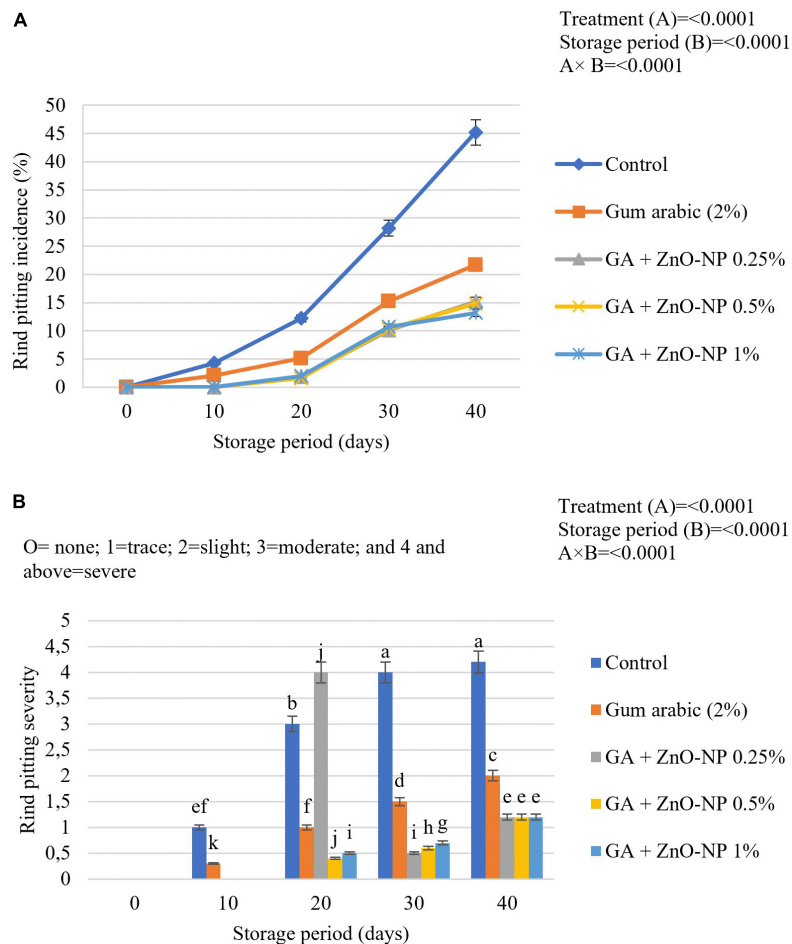 A
Treatment (A)=<0.0001
Storage period (B)=<0.0001
A× B=<0.0001
Rind pitting incidence (%)
50
45
40
35
30
25
20
15
10
5
0
0 10 20 30 40
Storage period (days)
Control
Gum arabic (2%)
GA + ZnO-NP 0.25%
GA + ZnO-NP 0.5%
GA + ZnO-NP 1%
B
Treatment (A)=<0.0001
Storage period (B)=<0.0001
A×B=<0.0001
O= none; 1=trace; 2=slight; 3=moderate; and 4 and
above=severe
Rind pitting severity
5
4,5
4
3,5
3
2,5
2
1,5
1
0,5
0
ef k
b f j j i
a d i h g
a c e e e
0 10 20 30 40
Storage period (days)
Control
Gum arabic (2%)
GA + ZnO-NP 0.25%
GA + ZnO-NP 0.5%
GA + ZnO-NP 1%